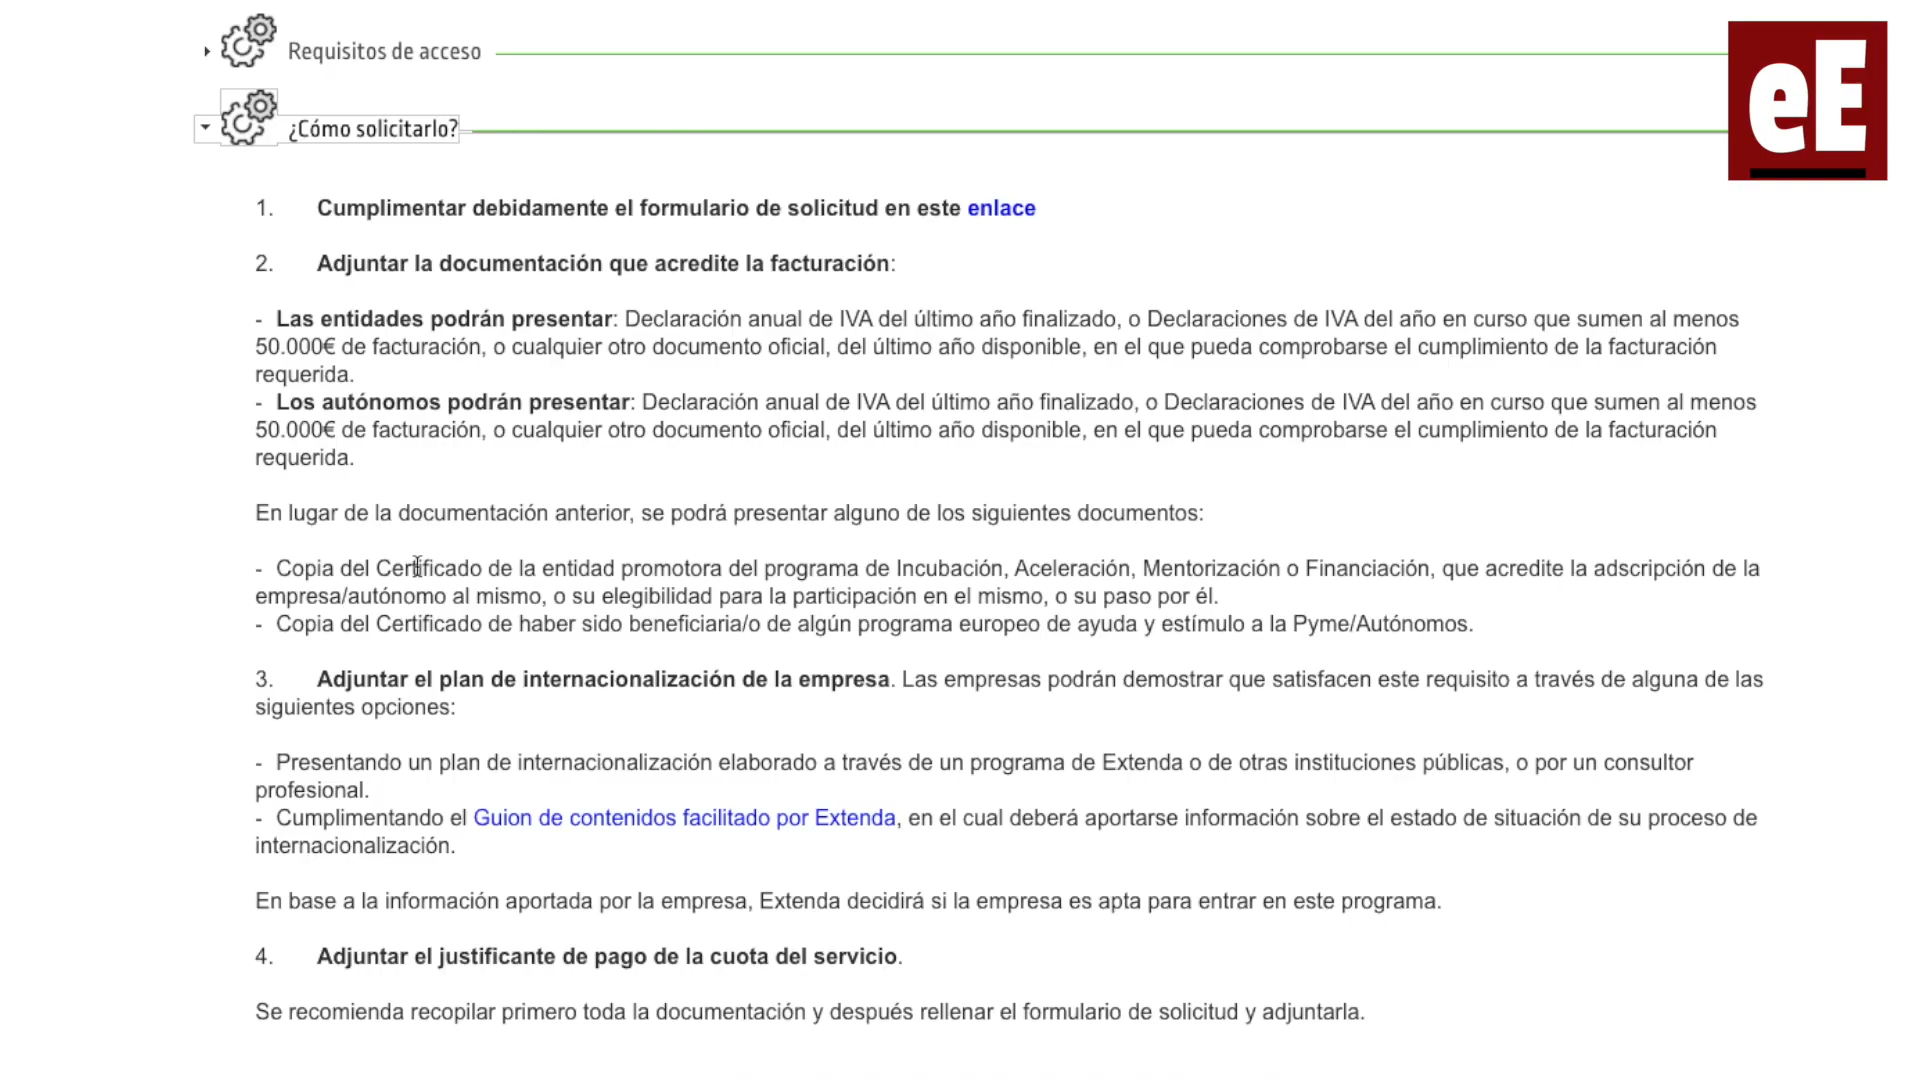 Requisitos de acceso
eE
¿Cómo solicitarlo?
1. Cumplimentar debidamente el formulario de solicitud en este enlace
2. Adjuntar la documentación que acredite la facturación:
- Las entidades podrán presentar: Declaración anual de IVA del último año finalizado, o Declaraciones de IVA del año en curso que sumen al menos
50.000€ de facturación, o cualquier otro documento oficial, del último año disponible, en el que pueda comprobarse el cumplimiento de la facturación
requerida.
- Los autónomos podrán presentar: Declaración anual de IVA del último año finalizado, o Declaraciones de IVA del año en curso que sumen al menos
50.000€ de facturación, o cualquier otro documento oficial, del último año disponible, en el que pueda comprobarse el cumplimiento de la facturación
requerida.
En lugar de la documentación anterior, se podrá presentar alguno de los siguientes documentos:
- Copia del Certificado de la entidad promotora del programa de Incubación, Aceleración, Mentorización o Financiación, que acredite la adscripción de la
empresa/autónomo al mismo, o su elegibilidad para la participación en el mismo, o su paso por él.
- Copia del Certificado de haber sido beneficiaria/o de algún programa europeo de ayuda y estímulo a la Pyme/Autónomos.
3. Adjuntar el plan de internacionalización de la empresa. Las empresas podrán demostrar que satisfacen este requisito a través de alguna de las
siguientes opciones:
- Presentando un plan de internacionalización elaborado a través de un programa de Extenda o de otras instituciones públicas, o por un consultor
profesional.
- Cumplimentando el Guion de contenidos facilitado por Extenda, en el cual deberá aportarse información sobre el estado de situación de su proceso de
internacionalización.
En base a la información aportada por la empresa, Extenda decidirá si la empresa es apta para entrar en este programa.
4. Adjuntar el justificante de pago de la cuota del servicio.
Se recomienda recopilar primero toda la documentación y después rellenar el formulario de solicitud y adjuntarla.